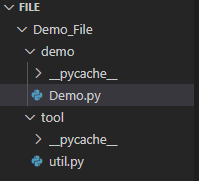 FILE
Demo_File
demo
__pycache__
Demo.py
tool
__pycache__
util.py